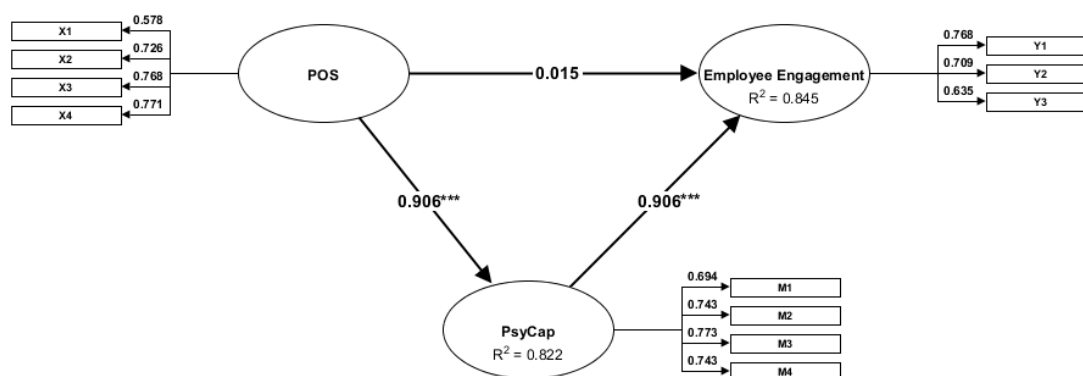 0.578
X1
0.726
X2
0.768
X3
0.771
X4
POS
0.015
Employee Engagement
R² = 0.845
0.768
Y1
0.709
Y2
0.635
Y3
0.906***
0.906***
PsyCap
R² = 0.822
0.694
M1
0.743
M2
0.773
M3
0.743
M4